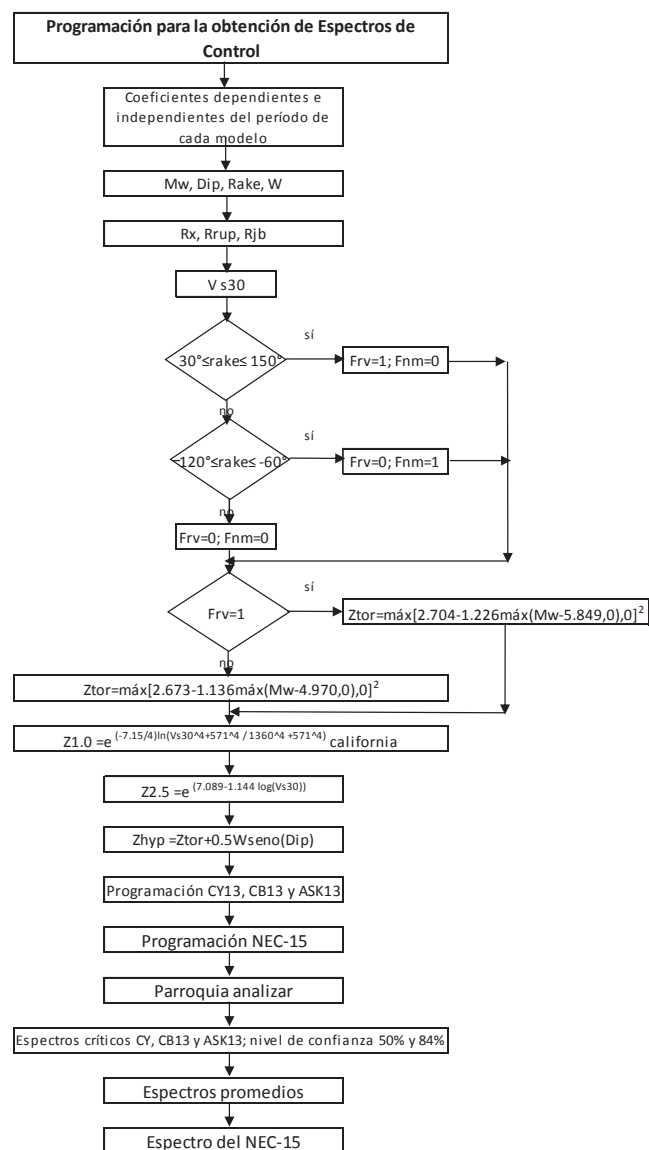 Programación para la obtención de Espectros de
Control
Coeficientes dependientes e
independientes del período de
cada modelo
Mw, Dip, Rake, W
Rx, Rrup, Rjb
V s30
sí
30°≤rake≤ 150°
Frv=1; Fnm=0
no
sí
-120°≤rake≤ -60°
Frv=0; Fnm=1
no
Frv=0; Fnm=0
sí
Frv=1
Ztor=máx[2.704-1.226máx(Mw-5.849,0),0]²
no
Ztor=máx[2.673-1.136máx(Mw-4.970,0),0]²
Z1.0 =e (-7.15/4)ln(Vs30^4+571^4 / 1360^4 +571^4) california
Z2.5 =e (7.089-1.144 log(Vs30))
Zhyp =Ztor+0.5Wseno(Dip)
Programación CY13, CB13 y ASK13
Programación NEC-15
Parroquia analizar
Espectros críticos CY, CB13 y ASK13; nivel de confianza 50% y 84%
Espectros promedios
Espectro del NEC-15